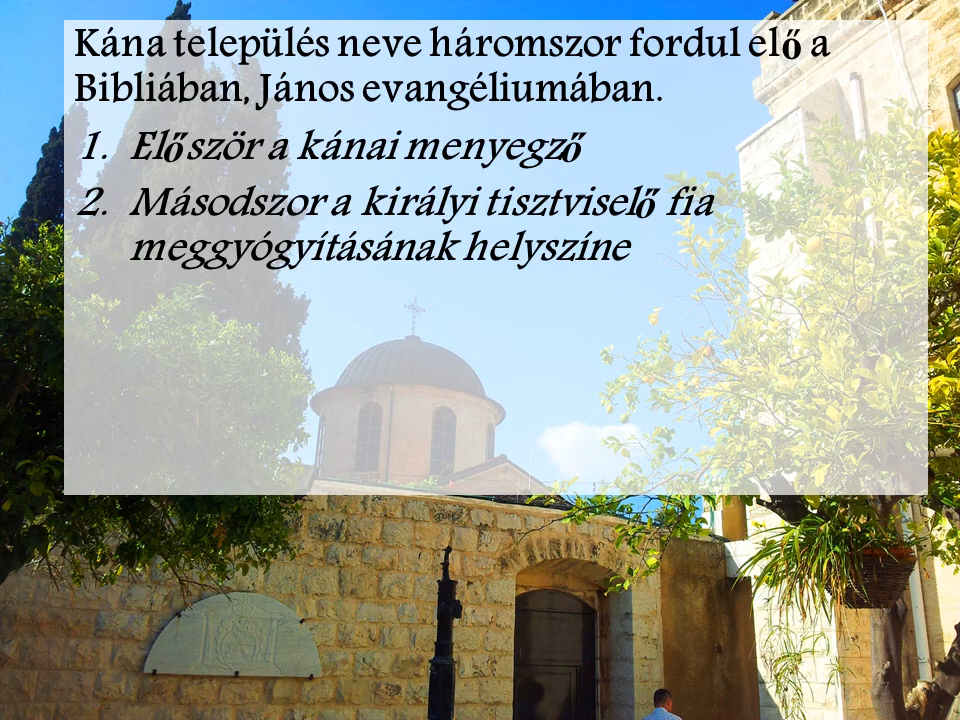 Kána település neve háromszor fordul elő a
Bibliában, János evangéliumában.
1. Először a kánai menyegző
2. Másodszor a királyi tisztviselő fia
meggyógyításának helyszíne